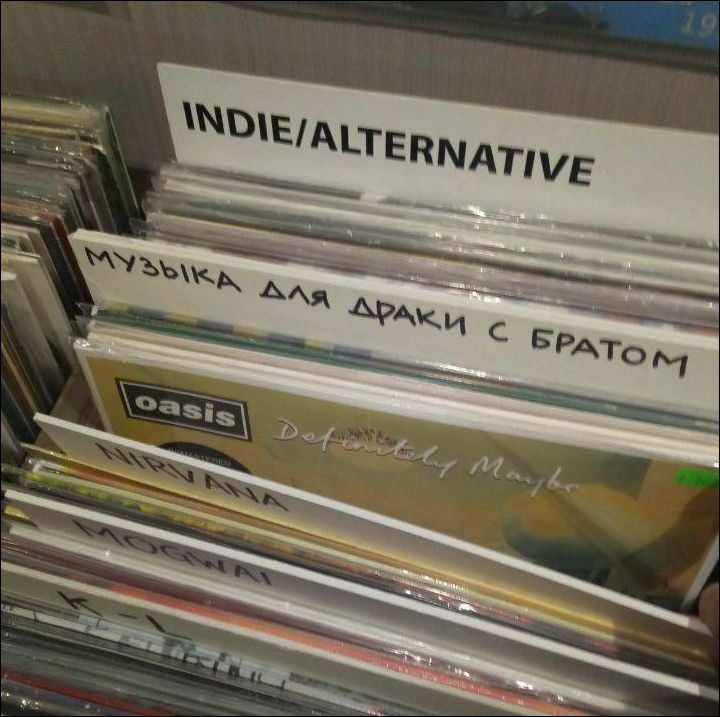 INDIE/ALTERNATIVE
МУЗЫКА ДЛЯ ДРАКИ С БРАТОМ
oasis
Definitely Maybe
NIRVANA
MOGWAI
K-L